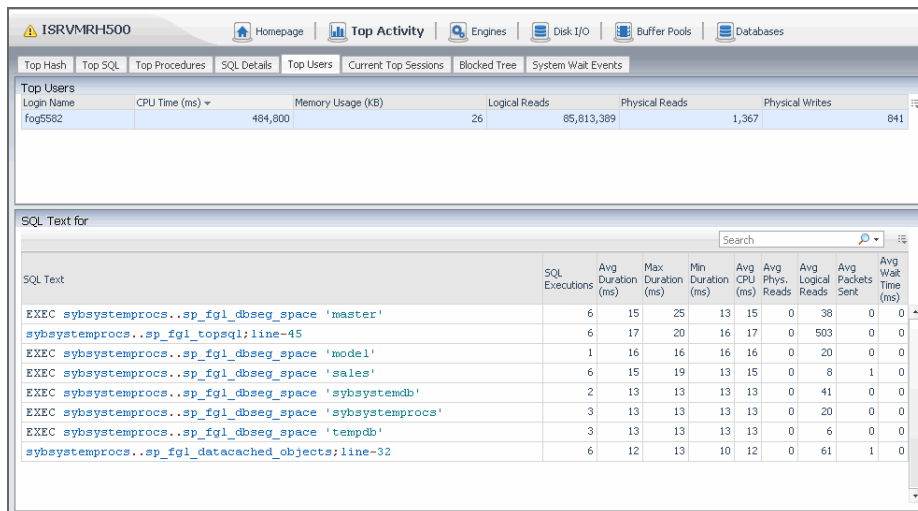 ISRVMRH500 Homepage Top Activity Engines Disk I/O Buffer Pools Databases
Top Hash Top SQL Top Procedures SQL Details Top Users Current Top Sessions Blocked Tree System Wait Events
Top Users
Login Name CPU Time (ms) Memory Usage (KB) Logical Reads Physical Reads Physical Writes
fog5582 484,800 26 85,813,389 1,367 841
SQL Text for
Search
SQL Text SQL Executions Avg Duration (ms) Max Duration (ms) Min Duration (ms) Avg CPU (ms) Avg Phys. Reads Avg Logical Reads Avg Packets Sent Avg Wait Time (ms)
EXEC sybsystemprocs..sp_fgl_dbseg_space 'master' 6 15 25 13 15 0 38 0 0
sybsystemprocs..sp_fgl_topsql;line-45 6 17 20 16 17 0 503 0 0
EXEC sybsystemprocs..sp_fgl_dbseg_space 'model' 1 16 16 16 16 0 20 0 0
EXEC sybsystemprocs..sp_fgl_dbseg_space 'sales' 6 15 19 13 15 0 8 1 0
EXEC sybsystemprocs..sp_fgl_dbseg_space 'sybsystemdb' 2 13 13 13 13 0 41 0 0
EXEC sybsystemprocs..sp_fgl_dbseg_space 'sybsystemprocs' 3 13 13 13 13 0 20 0 0
EXEC sybsystemprocs..sp_fgl_dbseg_space 'tempdb' 3 13 13 13 13 0 6 0 0
sybsystemprocs..sp_fgl_datacached_objects;line-32 6 12 13 10 12 0 61 1 0